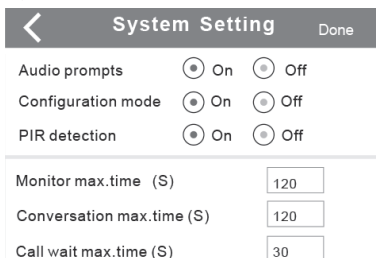 System Setting Done
Audio prompts On Off
Configuration mode On Off
PIR detection On Off
Monitor max.time (S) 120
Conversation max.time (S) 120
Call wait max.time (S) 30